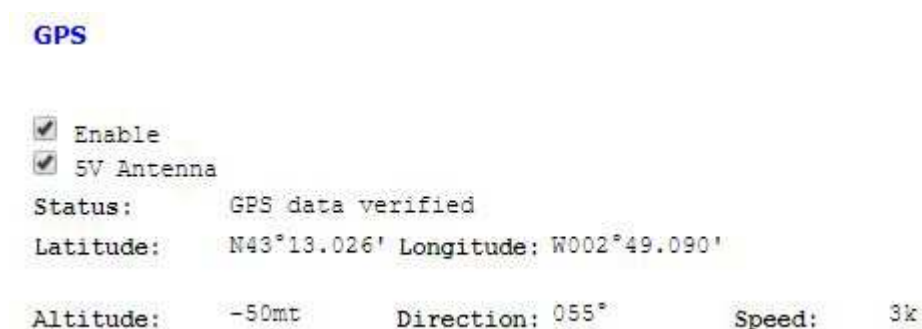 GPS
Enable
5V Antenna
Status: GPS data verified
Latitude: N43°13.026' Longitude: W002°49.090'
Altitude: -50mt Direction: 055° Speed: 3k